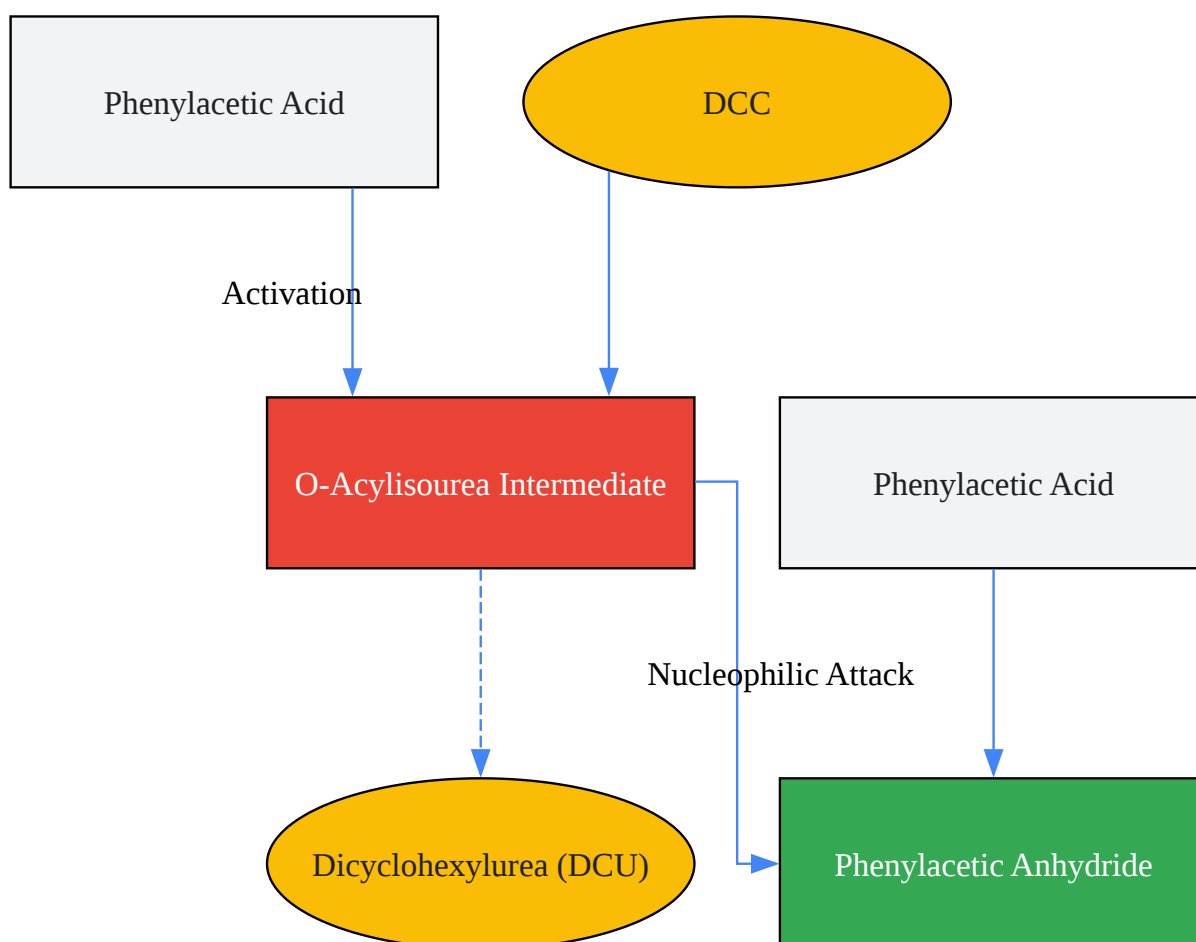 Phenylacetic Acid
DCC
Activation
O-Acylisourea Intermediate
Phenylacetic Acid
Nucleophilic Attack
Dicyclohexylurea (DCU)
Phenylacetic Anhydride